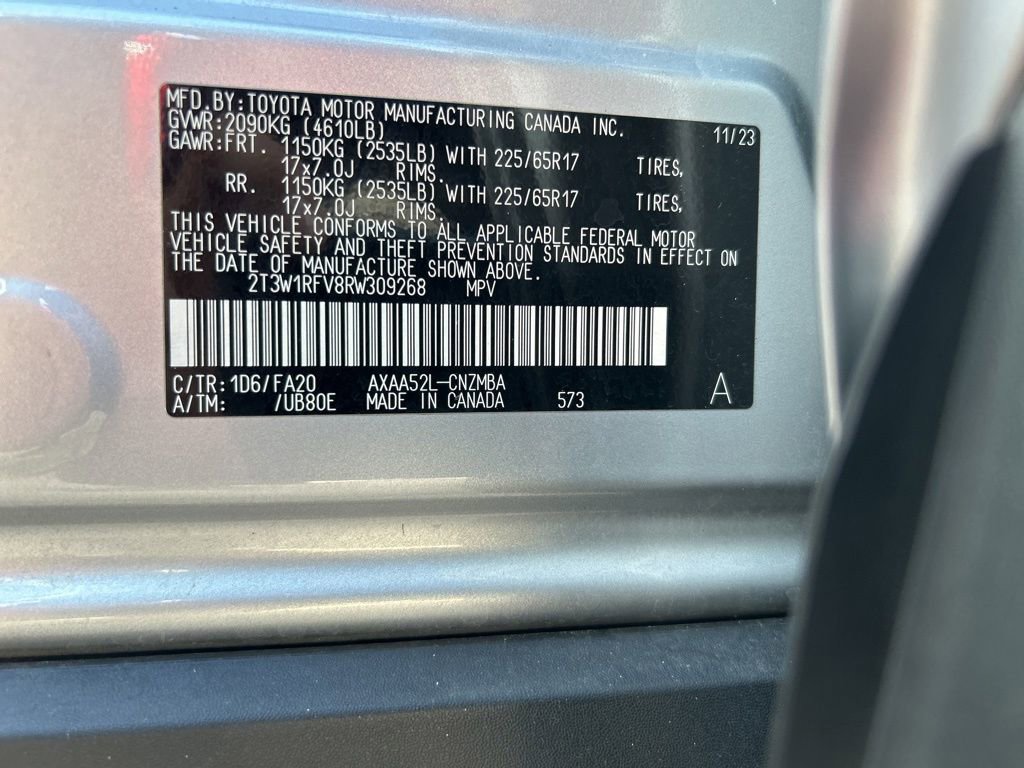 MFD.BY:TOYOTA MOTOR MANUFACTURING CANADA INC. 11/23
GVWR:2090KG (4610LB)
GAWR:FRT. 1150KG (2535LB) WITH 225/65R17 TIRES,
17x7.0J RIMS.
RR. 1150KG (2535LB) WITH 225/65R17 TIRES,
17x7.0J RIMS.
THIS VEHICLE CONFORMS TO ALL APPLICABLE FEDERAL MOTOR
VEHICLE SAFETY AND THEFT PREVENTION STANDARDS IN EFFECT ON
THE DATE OF MANUFACTURE SHOWN ABOVE.
2T3W1RFV8RW309268 MPV
C/TR:1D6/FA20 AXAA52L-CNZMBA
A/TM: /UB80E MADE IN CANADA 573 A